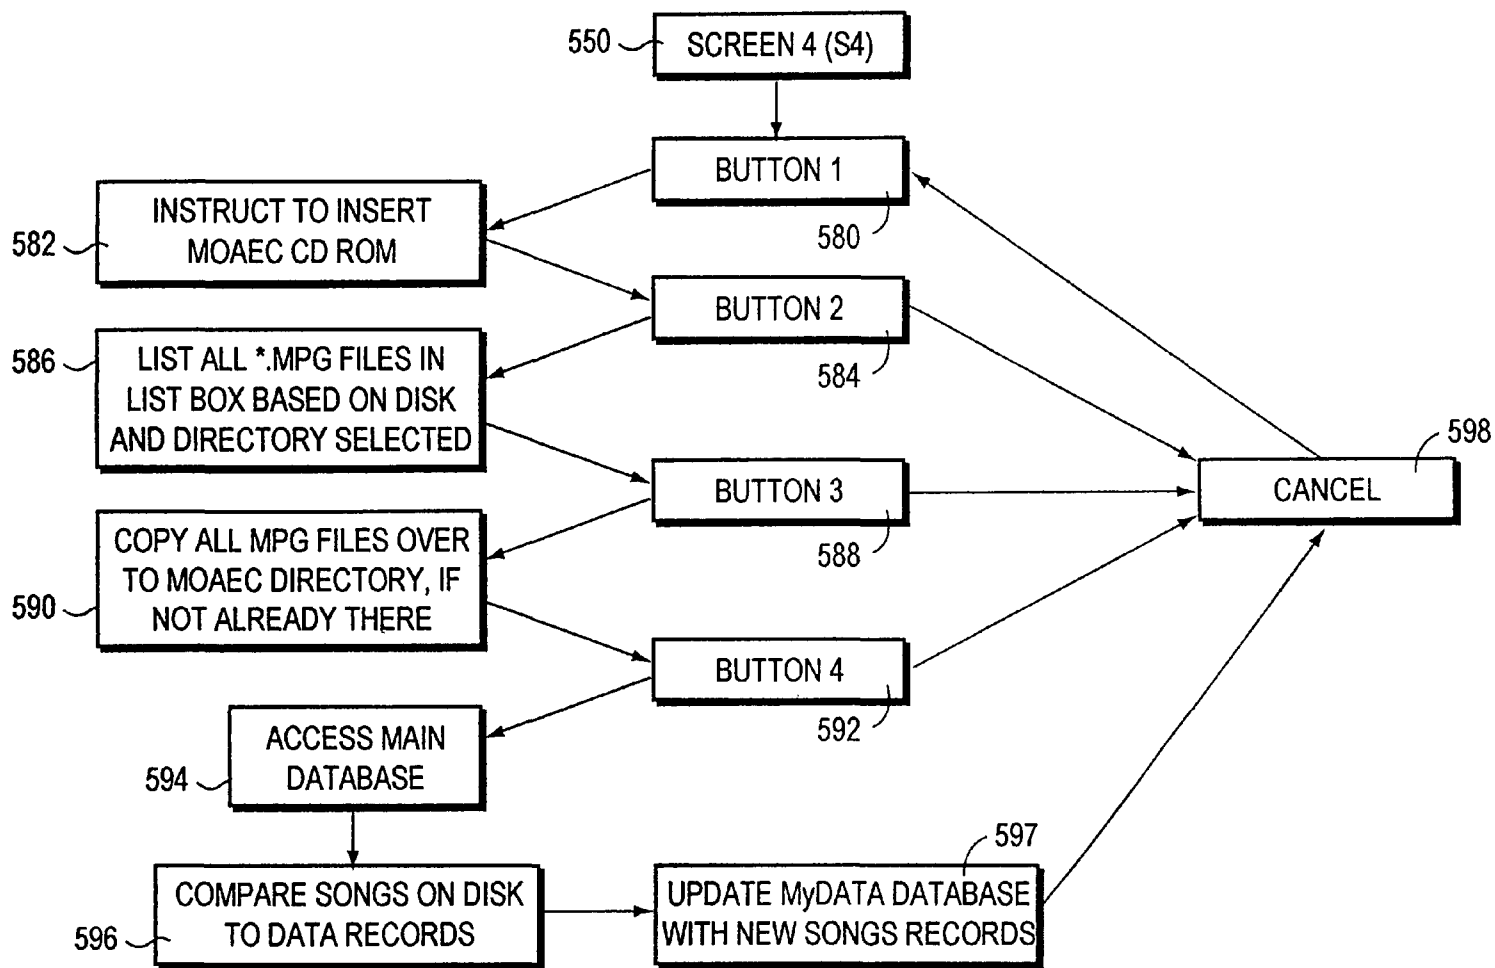 550
SCREEN 4 (S4)
BUTTON 1
580
582
INSTRUCT TO INSERT
MOAEC CD ROM
BUTTON 2
584
586
LIST ALL *.MPG FILES IN
LIST BOX BASED ON DISK
AND DIRECTORY SELECTED
BUTTON 3
588
598
CANCEL
590
COPY ALL MPG FILES OVER
TO MOAEC DIRECTORY, IF
NOT ALREADY THERE
BUTTON 4
592
594
ACCESS MAIN
DATABASE
596
COMPARE SONGS ON DISK
TO DATA RECORDS
597
UPDATE MyDATA DATABASE
WITH NEW SONGS RECORDS